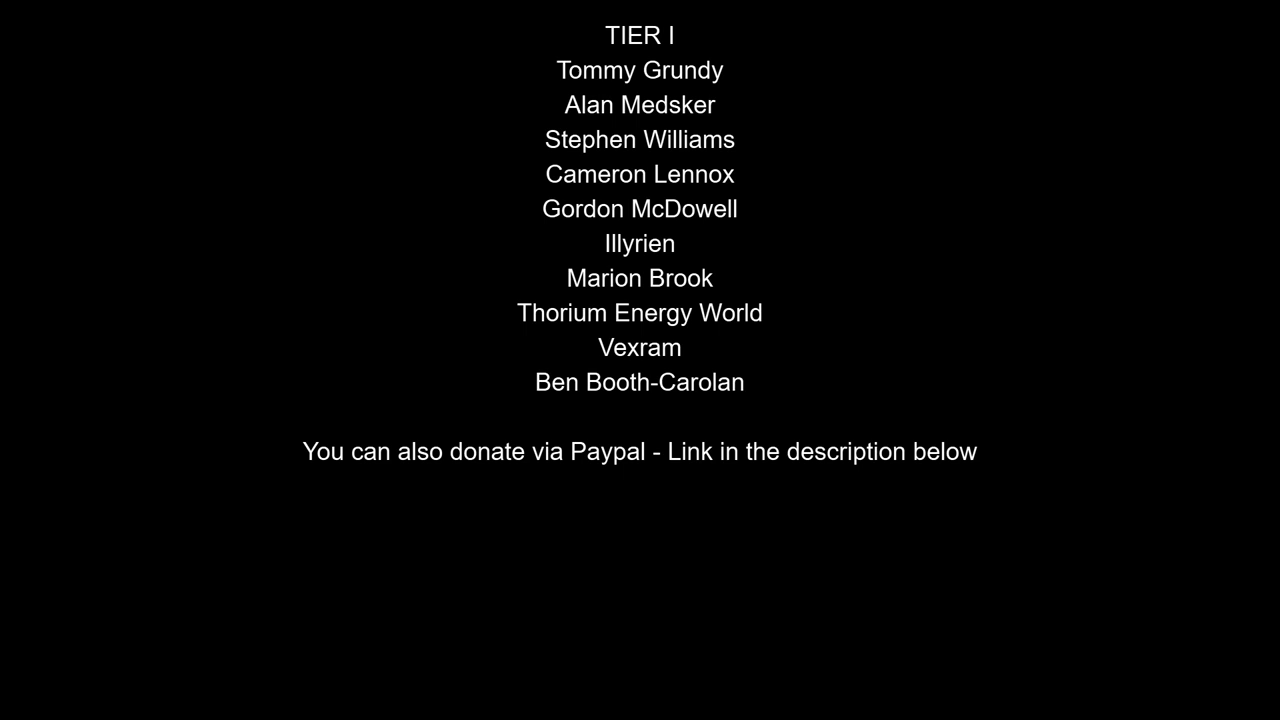 TIER I
Tommy Grundy
Alan Medsker
Stephen Williams
Cameron Lennox
Gordon McDowell
Illyrien
Marion Brook
Thorium Energy World
Vexram
Ben Booth-Carolan
You can also donate via Paypal - Link in the description below